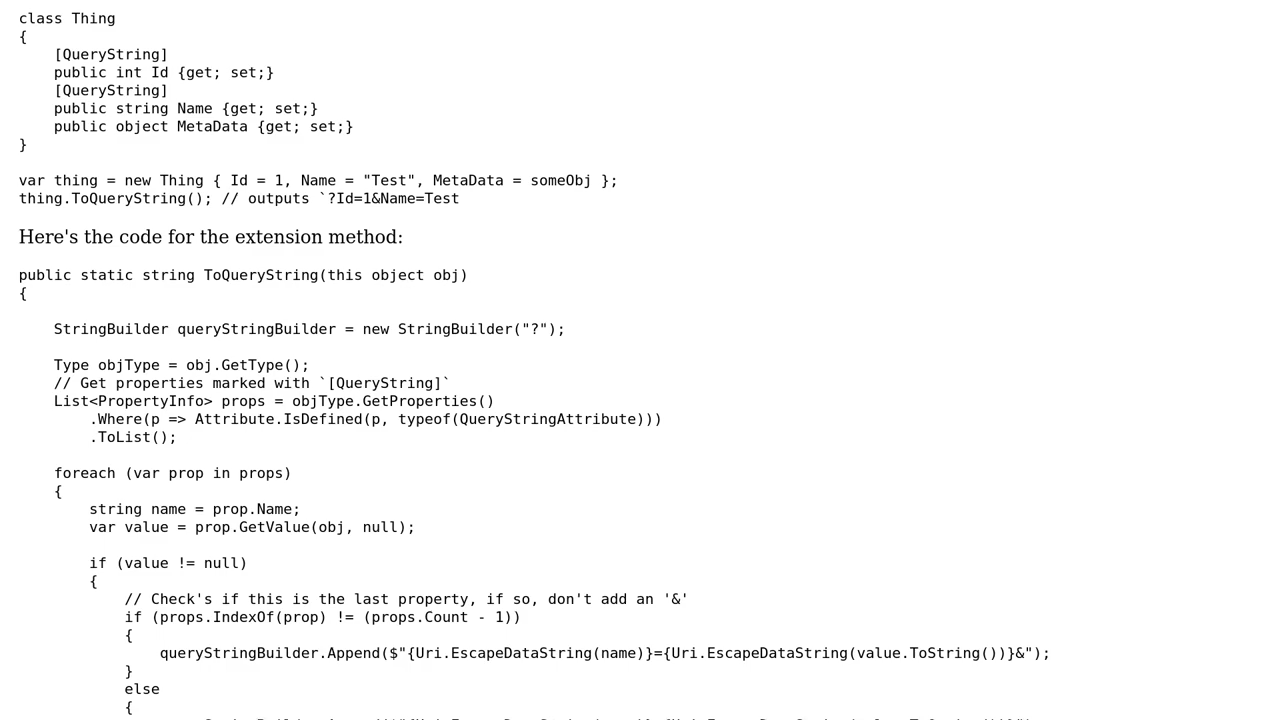 class Thing
{
    [QueryString]
    public int Id {get; set;}
    [QueryString]
    public string Name {get; set;}
    public object MetaData {get; set;}
}
var thing = new Thing { Id = 1, Name = "Test", MetaData = someObj };
thing.ToQueryString(); // outputs `?Id=1&Name=Test
Here's the code for the extension method:
public static string ToQueryString(this object obj)
{
    StringBuilder queryStringBuilder = new StringBuilder("?");
    Type objType = obj.GetType();
    // Get properties marked with `[QueryString]`
    List<PropertyInfo> props = objType.GetProperties()
        .Where(p => Attribute.IsDefined(p, typeof(QueryStringAttribute)))
        .ToList();
    foreach (var prop in props)
    {
        string name = prop.Name;
        var value = prop.GetValue(obj, null);
        if (value != null)
        {
            // Check's if this is the last property, if so, don't add an '&'
            if (props.IndexOf(prop) != (props.Count - 1))
            {
                queryStringBuilder.Append($"{Uri.EscapeDataString(name)}={Uri.EscapeDataString(value.ToString())}&");
            }
            else
            {